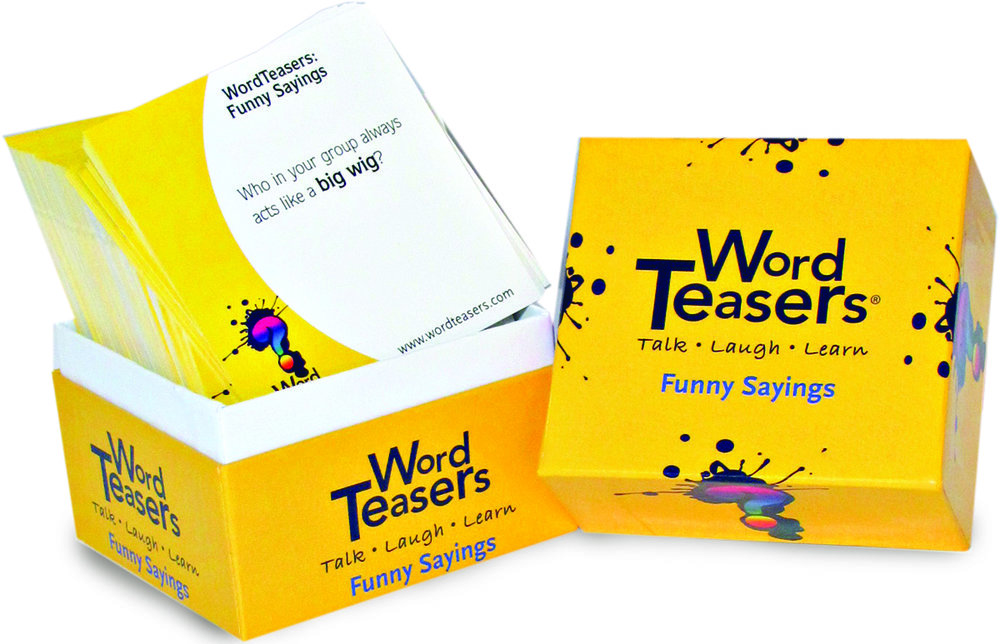 WordTeasers:
Funny Sayings
Who in your group always
acts like a big wig?
www.wordteasers.com
Word
Word
Teasers
Talk · Laugh · Learn
Funny Sayings
Word
Teasers
Talk · Laugh · Learn
Funny Sayings
Word
Teasers®
Talk · Laugh · Learn
Funny Sayings